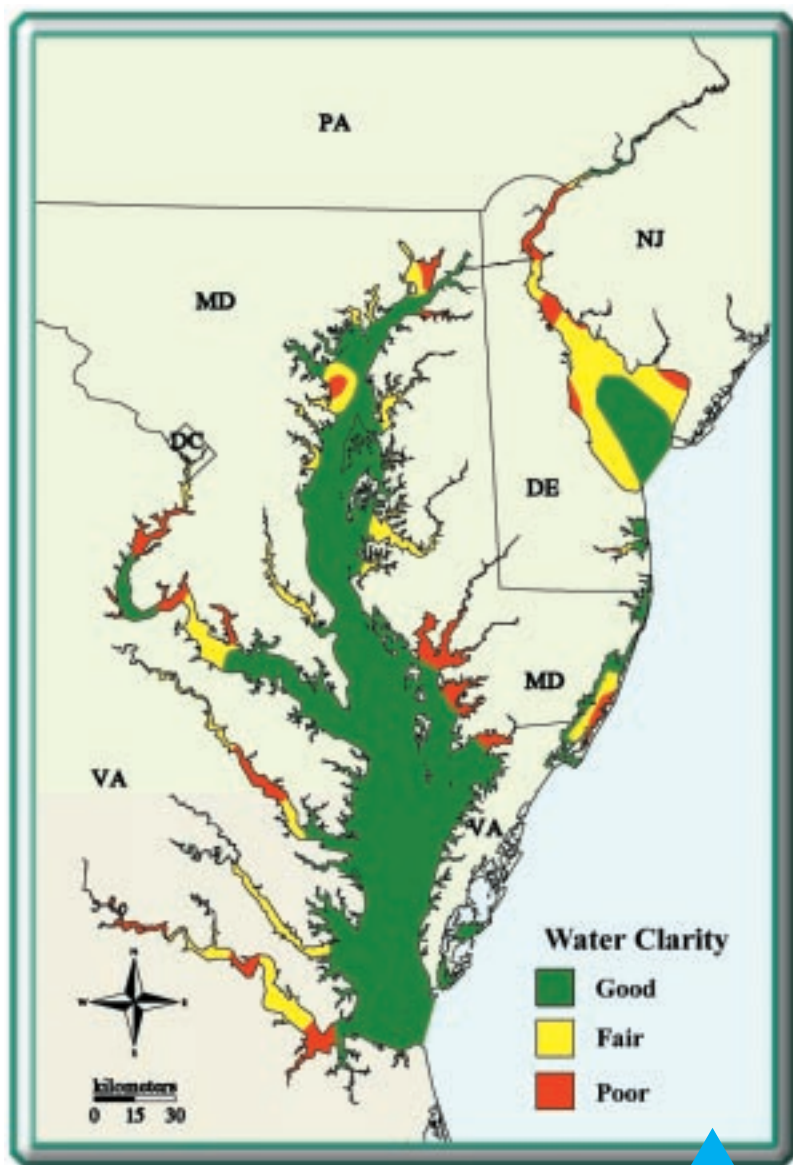 PA
NJ
MD
DC
DE
MD
VA
VA
Water Clarity
Good
Fair
Poor
N
W E
S
kilometers
0 15 30